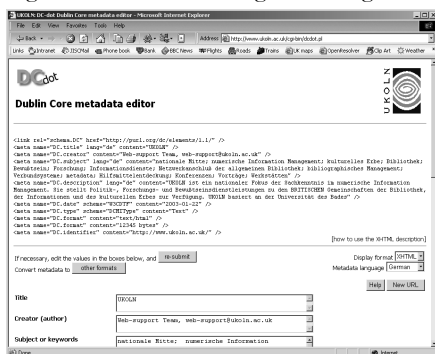 UKOLN: DC-dot Dublin Core metadata editor - Microsoft Internet Explorer
File Edit View Favorites Tools Help
Back Address http://www.ukoln.ac.uk/cgi-bin/dcdot.pl
Links Intranet JISCMail Phone book Bank BBC News Flights Roads Trains UK maps OpenResolver Clip Art Weather
DCdot
UKOLN
Dublin Core metadata editor
<link rel="schema.DC" href="http://purl.org/dc/elements/1.1/" />
<meta name="DC.title" lang="de" content="UKOLN" />
<meta name="DC.creator" content="Web-support Team, web-support@ukoln.ac.uk" />
<meta name="DC.subject" lang="de" content="nationale Mitte; numerische Information Management; kulturelles Erbe; Bibliothek;
Bewußtsein; Forschung; Informationsdienste; Netzwerkanschluß der allgemeinen Bibliothek; bibliographisches Management;
Verbundsystem; metadata; Hilfsmittelentdeckung; Konferenzen; Vorträge; Werkstätten" />
<meta name="DC.description" lang="de" content="UKOLN ist ein nationaler Fokus der Sachkenntnis im numerische Information
Management. Sie stellt Politik-, Forschungs- und Bewußtseinsdienstleistungen zu den BRITISCHEN Gemeinschaften der Bibliothek,
der Informationen und des kulturellen Erbes zur Verfügung. UKOLN basiert an der Universität des Bades" />
<meta name="DC.date" scheme="W3CDTF" content="2003-01-22" />
<meta name="DC.type" scheme="DCMIType" content="Text" />
<meta name="DC.format" content="text/html" />
<meta name="DC.format" content="12345 bytes" />
<meta name="DC.identifier" content="http://www.ukoln.ac.uk/" />
[how to use the XHTML description]
If necessary, edit the values in the boxes below, and re-submit
Display format XHTML
Convert metadata to other formats
Metadata language German
Help New URL
Title UKOLN
Creator (author) Web-support Team, web-support@ukoln.ac.uk
Subject or keywords nationale Mitte; numerische Information
Done Internet